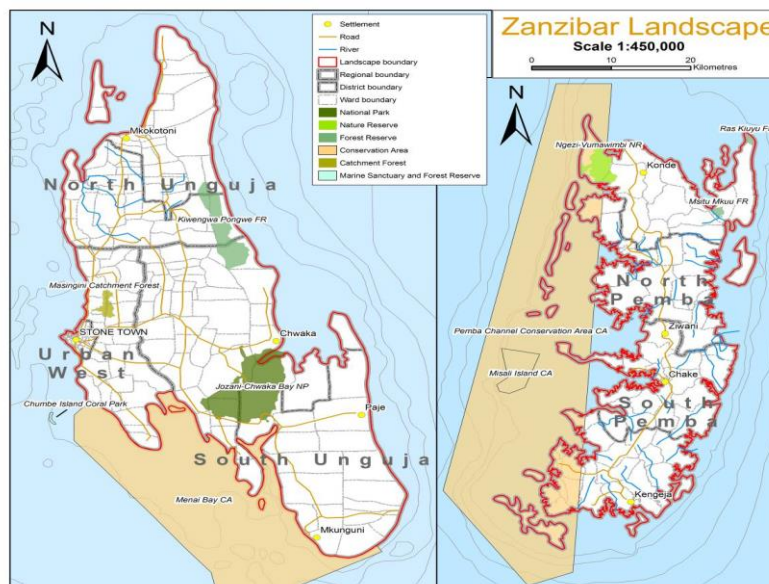 N
Settlement
Road
River
Landscape boundary
Regional boundary
District boundary
Ward boundary
National Park
Nature Reserve
Forest Reserve
Conservation Area
Catchment Forest
Marine Sanctuary and Forest Reserve
Zanzibar Landscape
Scale 1:450,000
0 10 20
Kilometres
Mkokotoni
North Unguja
Kiwengwa Pongwe FR
Masingini Catchment Forest
STONE TOWN
Chwaka
Urban
West
Jozani-Chwaka Bay NP
Chumbe Island Coral Park
Paje
South Unguja
Menai Bay CA
Mkunguni
N
Ras Kiuyu F
Ngezi-Vumawimbi NR
Konde
Msitu Mkuu FR
North
Pemba
Pemba Channel Conservation Area CA
Ziwani
Misali Island CA
Chake
South
Pemba
Kengeja